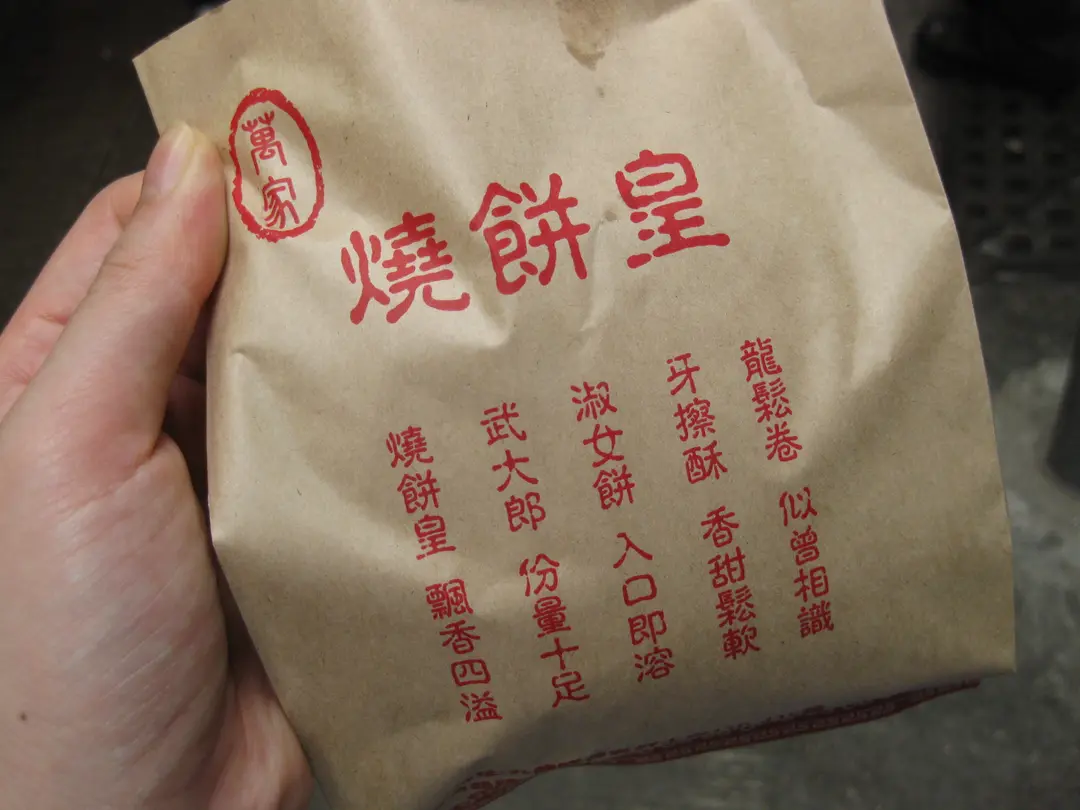 萬家
燒餅皇
龍鬆卷 似曾相識
牙擦酥 香甜鬆軟
淑女餅 入口即溶
武大郎 份量十足
燒餅皇 飄香四溢